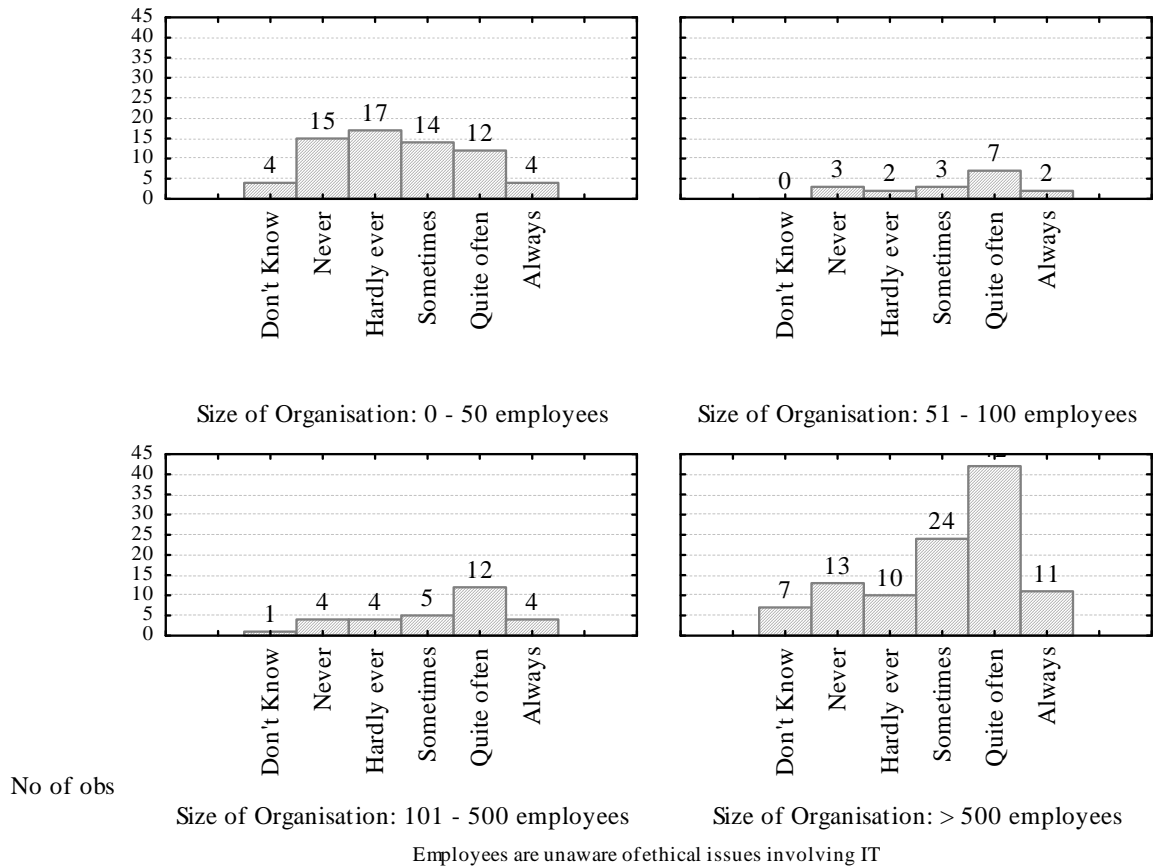 45
40
35
30
25
20
15
10
5
0
4
15
17
14
12
4
Don't Know
Never
Hardly ever
Sometimes
Quite often
Always
Size of Organisation: 0 - 50 employees
0
3
2
3
7
2
Don't Know
Never
Hardly ever
Sometimes
Quite often
Always
Size of Organisation: 51 - 100 employees
45
40
35
30
25
20
15
10
5
0
1
4
4
5
12
4
Don't Know
Never
Hardly ever
Sometimes
Quite often
Always
Size of Organisation: 101 - 500 employees
7
13
10
24
11
Don't Know
Never
Hardly ever
Sometimes
Quite often
Always
Size of Organisation: > 500 employees
No of obs
Employees are unaware of ethical issues involving IT